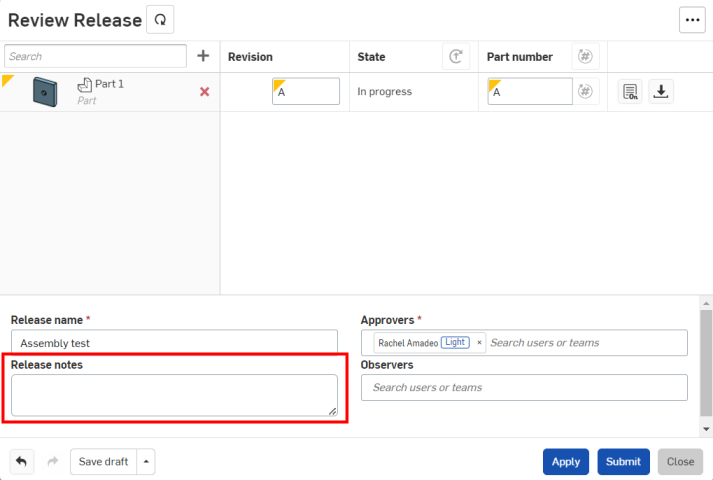 Review Release
Search
Revision
State
Part number
Part 1
Part
A
In progress
A
On
Release name *
Assembly test
Release notes
Approvers *
Rachel Amadeo Light × Search users or teams
Observers
Search users or teams
Save draft
Apply
Submit
Close